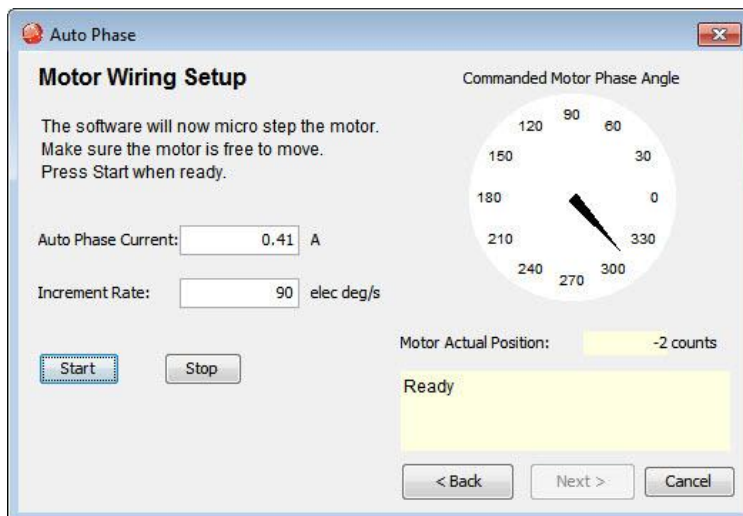 Auto Phase
Motor Wiring Setup
The software will now micro step the motor.
Make sure the motor is free to move.
Press Start when ready.
Auto Phase Current: 0.41 A
Increment Rate: 90 elec deg/s
Start Stop
Commanded Motor Phase Angle
90
120 60
150 30
180 0
210 330
240 300
270
Motor Actual Position: -2 counts
Ready
< Back Next > Cancel